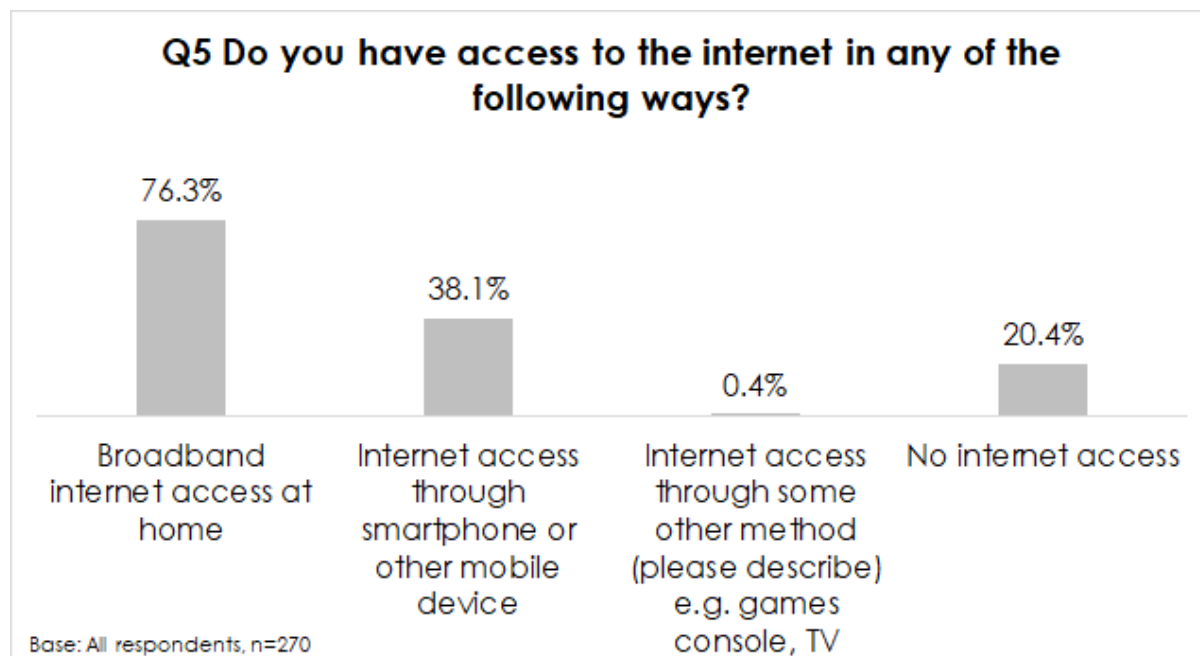 Q5 Do you have access to the internet in any of the
following ways?
76.3%
38.1%
0.4%
20.4%
Broadband
internet access at
home
Internet access
through
smartphone or
other mobile
device
Internet access
through some
other method
(please describe)
e.g. games
console, TV
No internet access
Base: All respondents, n=270